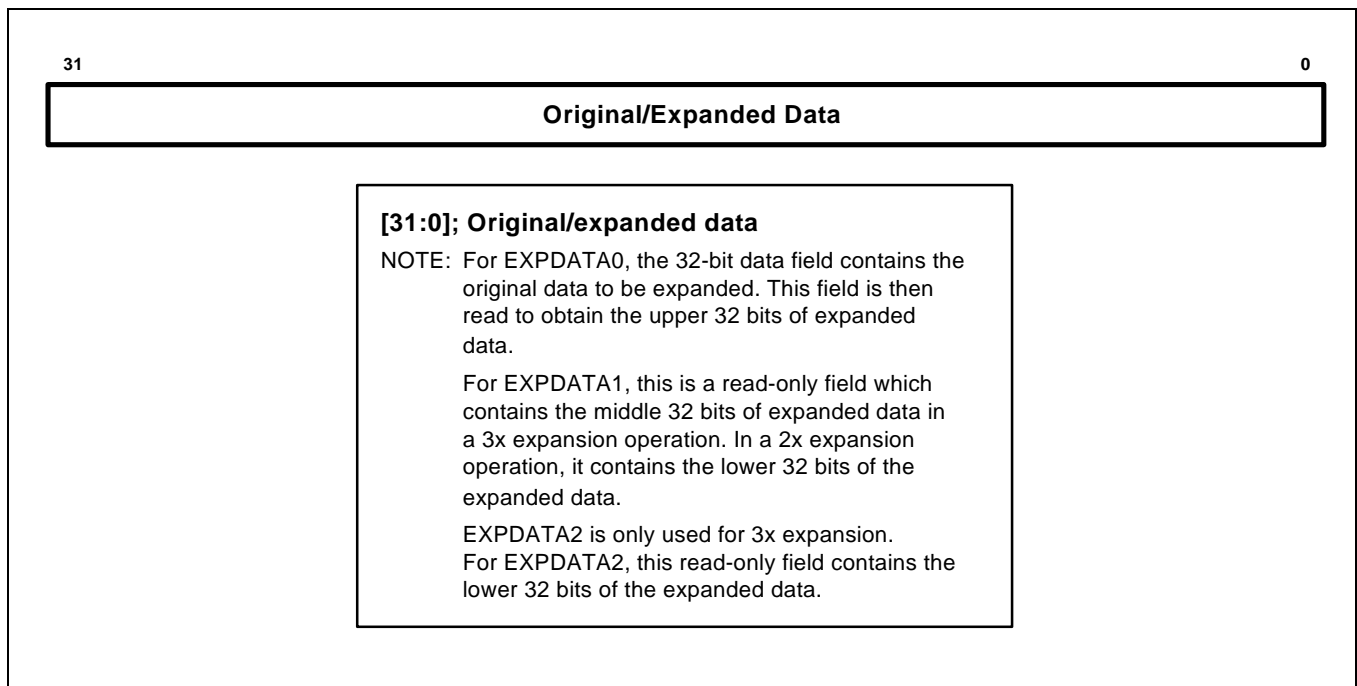 31 0
Original/Expanded Data
[31:0]; Original/expanded data
NOTE: For EXPDATA0, the 32-bit data field contains the
original data to be expanded. This field is then
read to obtain the upper 32 bits of expanded
data.
For EXPDATA1, this is a read-only field which
contains the middle 32 bits of expanded data in
a 3x expansion operation. In a 2x expansion
operation, it contains the lower 32 bits of the
expanded data.
EXPDATA2 is only used for 3x expansion.
For EXPDATA2, this read-only field contains the
lower 32 bits of the expanded data.